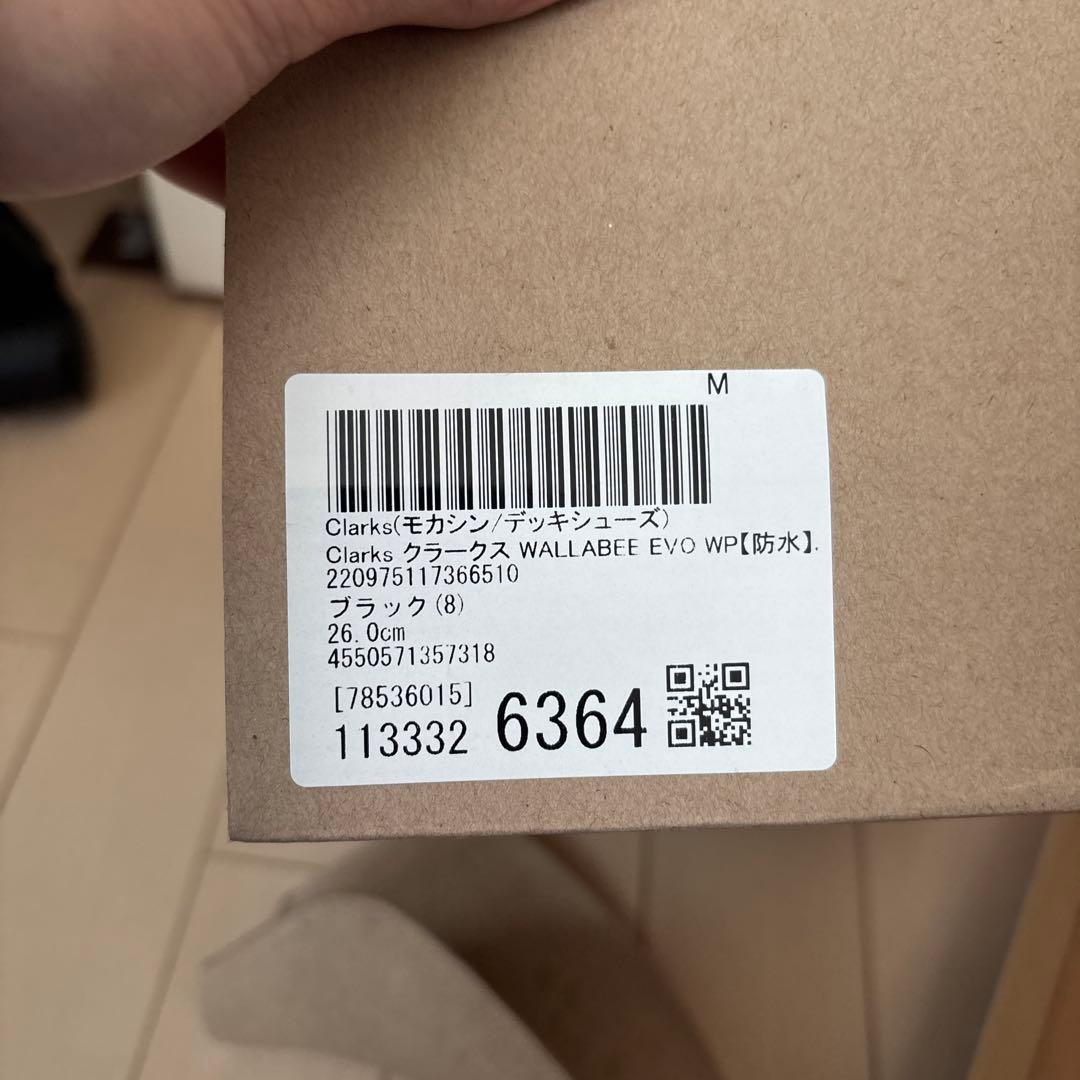 M
Clarks(モカシン/デッキシューズ)
Clarks クラークス WALLABEE EVO WP【防水】.
220975117366510
ブラック(8)
26.0cm
4550571357318
[78536015]
113332 6364